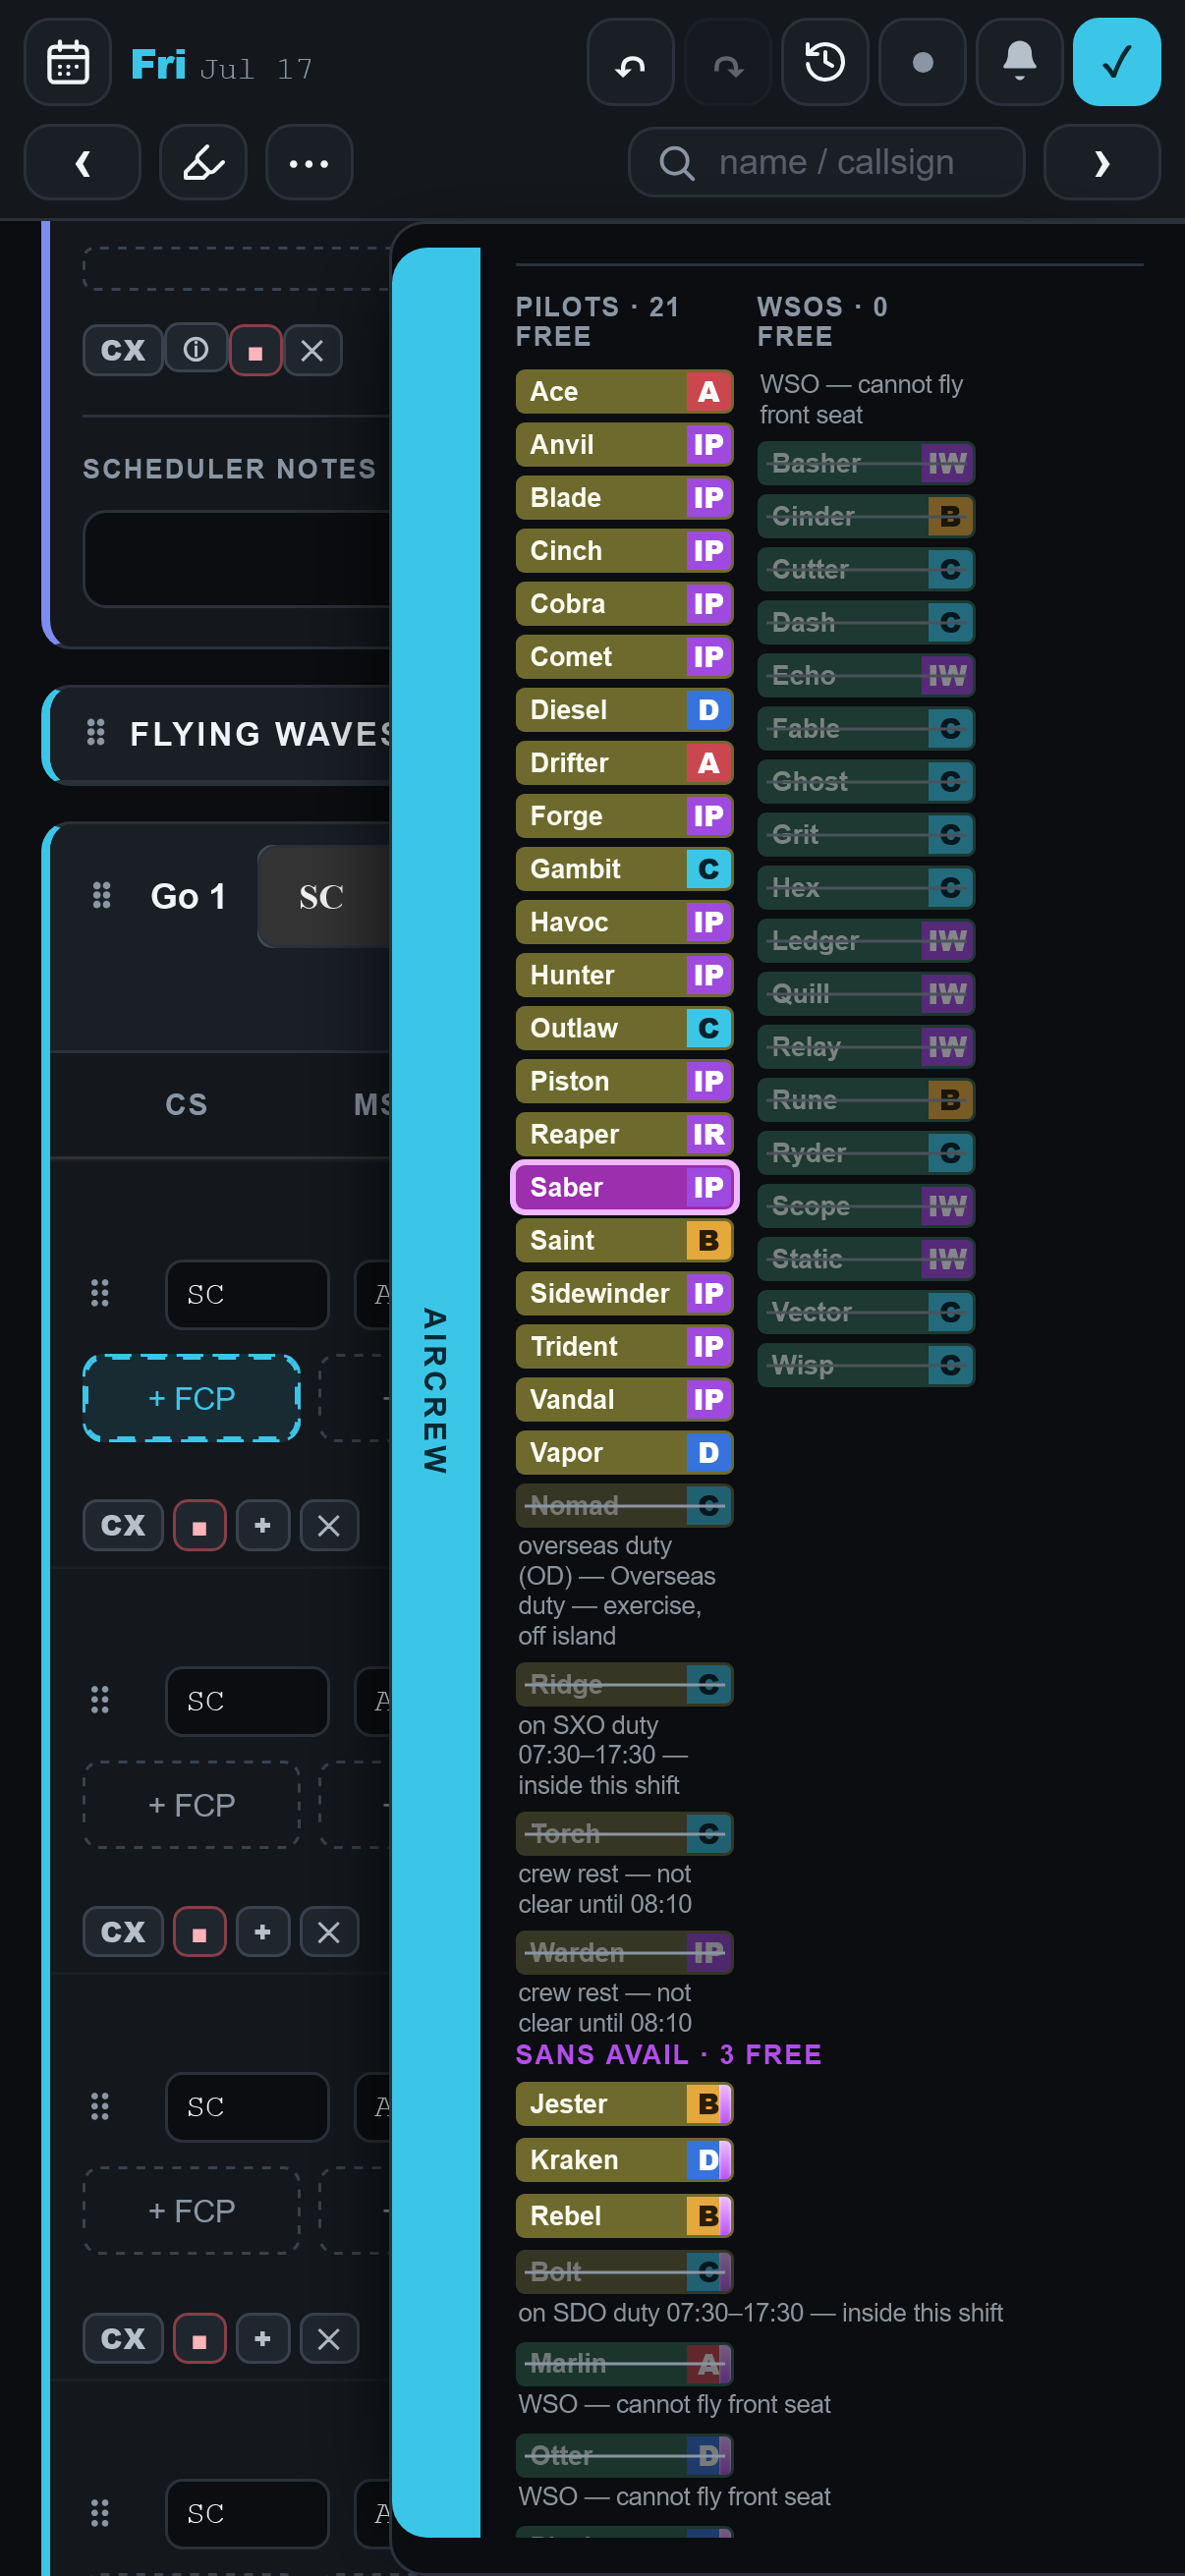 Fri Jul 17
name / callsign
CX
SCHEDULER NOTES
FLYING WAVES
Go 1
SC
CS
SC
+ FCP
CX
SC
+ FCP
CX
SC
+ FCP
CX
SC
AIRCREW
PILOTS · 21
FREE
Ace A
Anvil IP
Blade IP
Cinch IP
Cobra IP
Comet IP
Diesel D
Drifter A
Forge IP
Gambit C
Havoc IP
Hunter IP
Outlaw C
Piston IP
Reaper IR
Saber IP
Saint B
Sidewinder IP
Trident IP
Vandal IP
Vapor D
Nomad C
overseas duty
(OD) — Overseas
duty — exercise,
off island
Ridge C
on SXO duty
07:30–17:30 —
inside this shift
Torch C
crew rest — not
clear until 08:10
Warden IP
crew rest — not
clear until 08:10
WSOS · 0
FREE
WSO — cannot fly
front seat
Basher IW
Cinder B
Cutter C
Dash C
Echo IW
Fable C
Ghost C
Grit C
Hex C
Ledger IW
Quill IW
Relay IW
Rune B
Ryder C
Scope IW
Static IW
Vector C
Wisp C
SANS AVAIL · 3 FREE
Jester B
Kraken D
Rebel B
Bolt C
on SDO duty 07:30–17:30 — inside this shift
Marlin A
WSO — cannot fly front seat
Otter D
WSO — cannot fly front seat